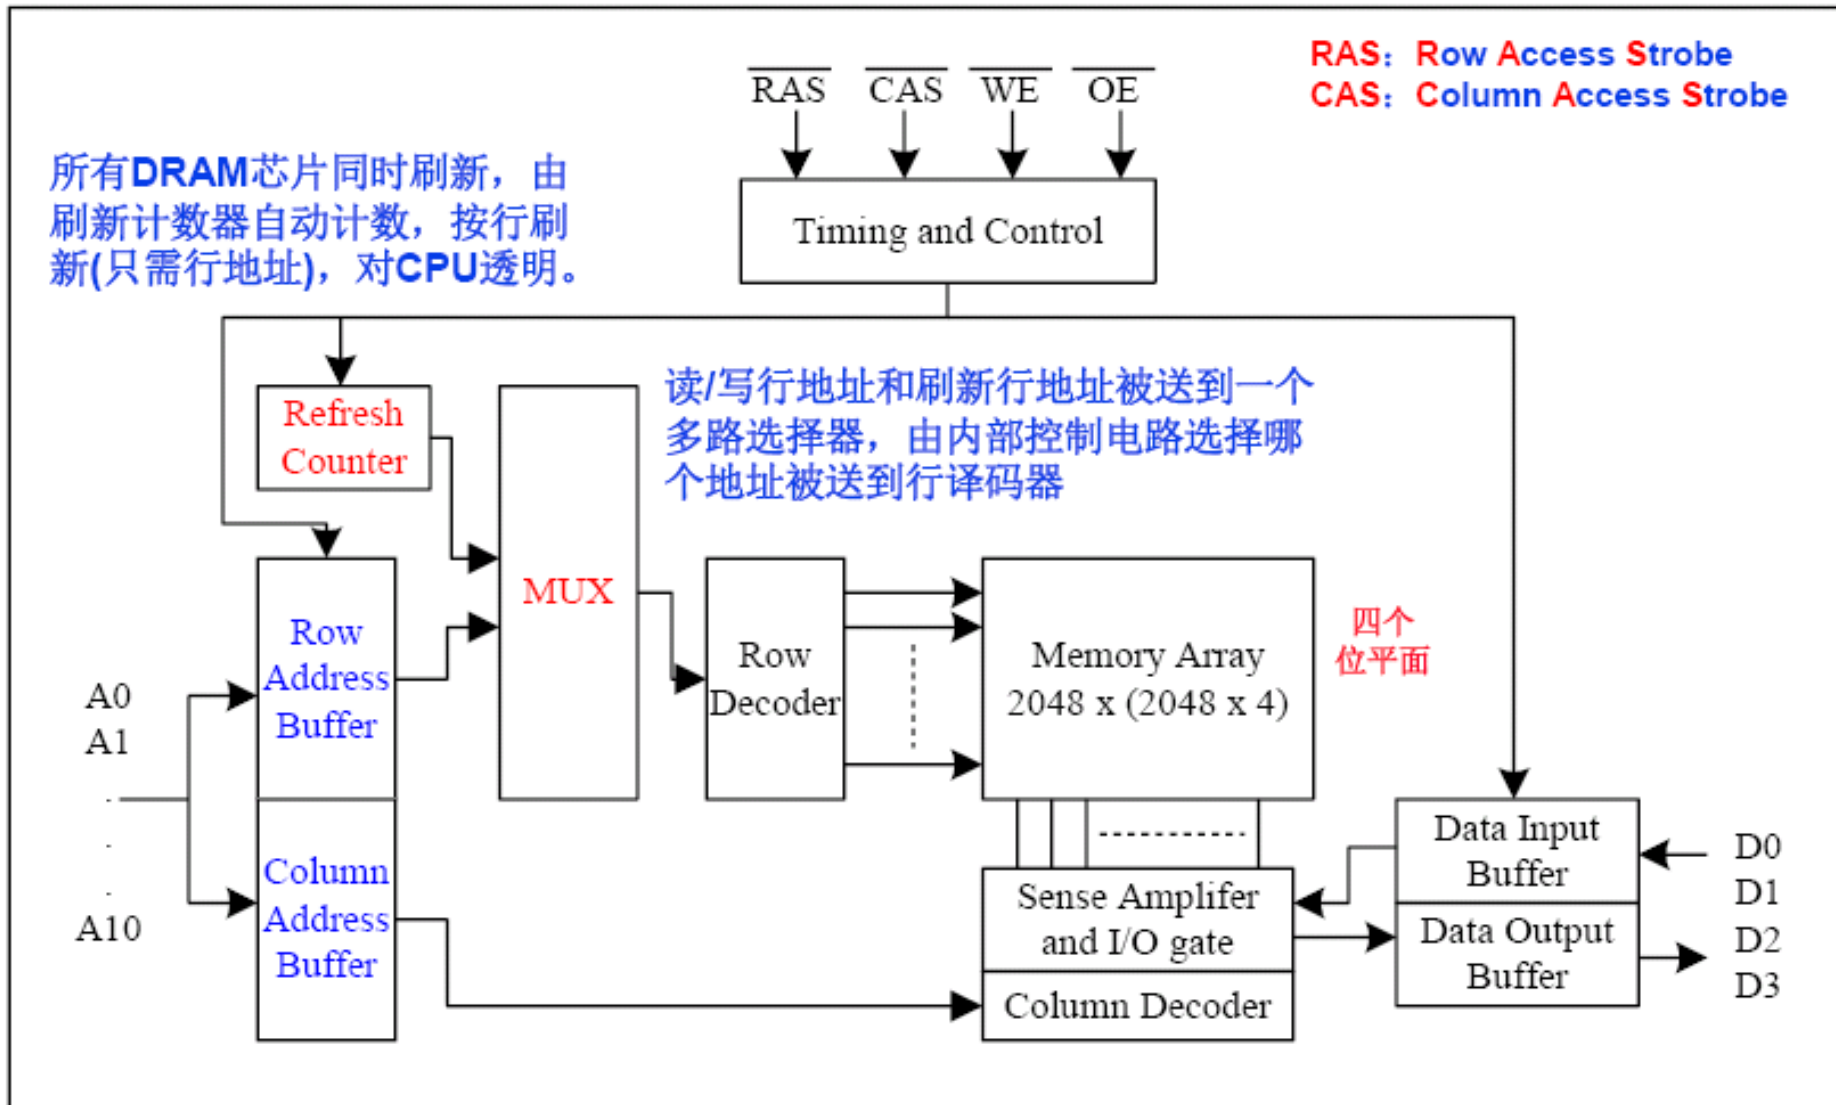 RAS: Row Access Strobe
CAS: Column Access Strobe
RAS CAS WE OE
Timing and Control
所有DRAM芯片同时刷新，由
刷新计数器自动计数，按行刷
新(只需行地址)，对CPU透明。
读/写行地址和刷新行地址被送到一个
多路选择器，由内部控制电路选择哪
个地址被送到行译码器
Refresh
Counter
MUX
Row
Address
Buffer
Column
Address
Buffer
A0
A1
.
.
.
A10
Row
Decoder
Memory Array
2048 x (2048 x 4)
四个
位平面
Sense Amplifer
and I/O gate
Column Decoder
Data Input
Buffer
Data Output
Buffer
D0
D1
D2
D3